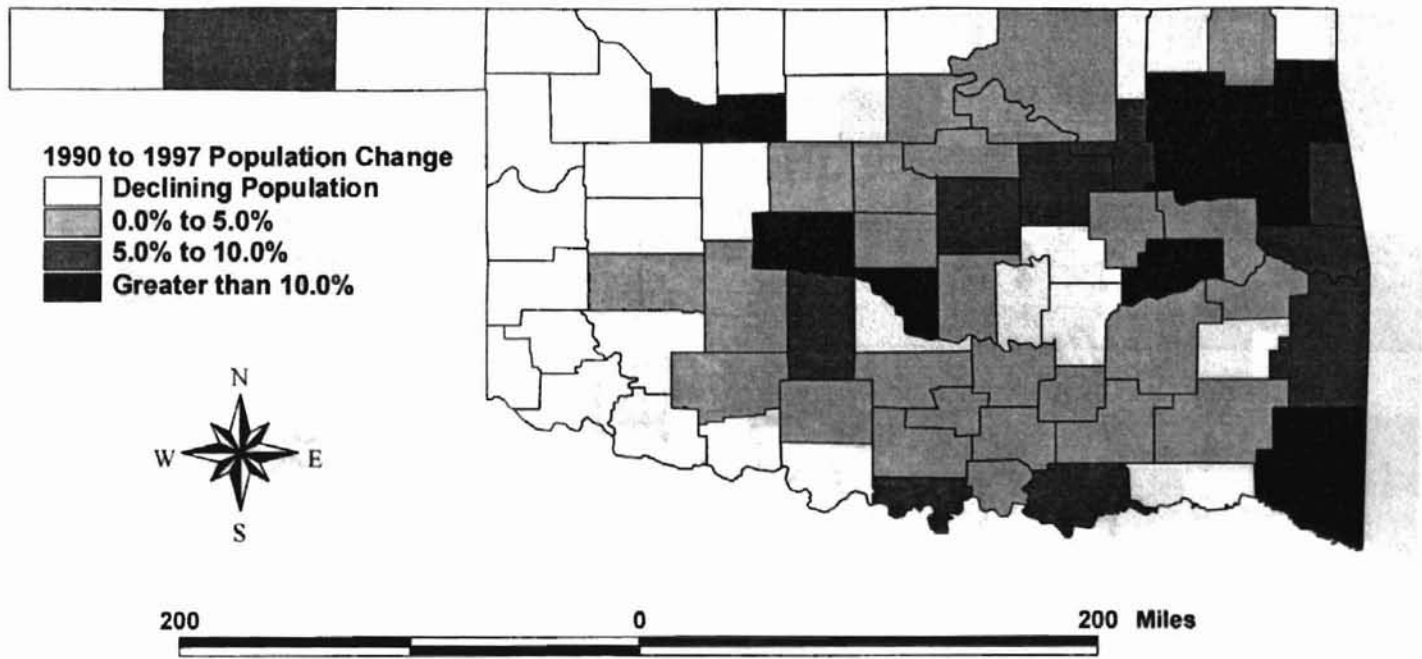 1990 to 1997 Population Change
Declining Population
0.0% to 5.0%
5.0% to 10.0%
Greater than 10.0%
N
W E
S
200 0 200 Miles